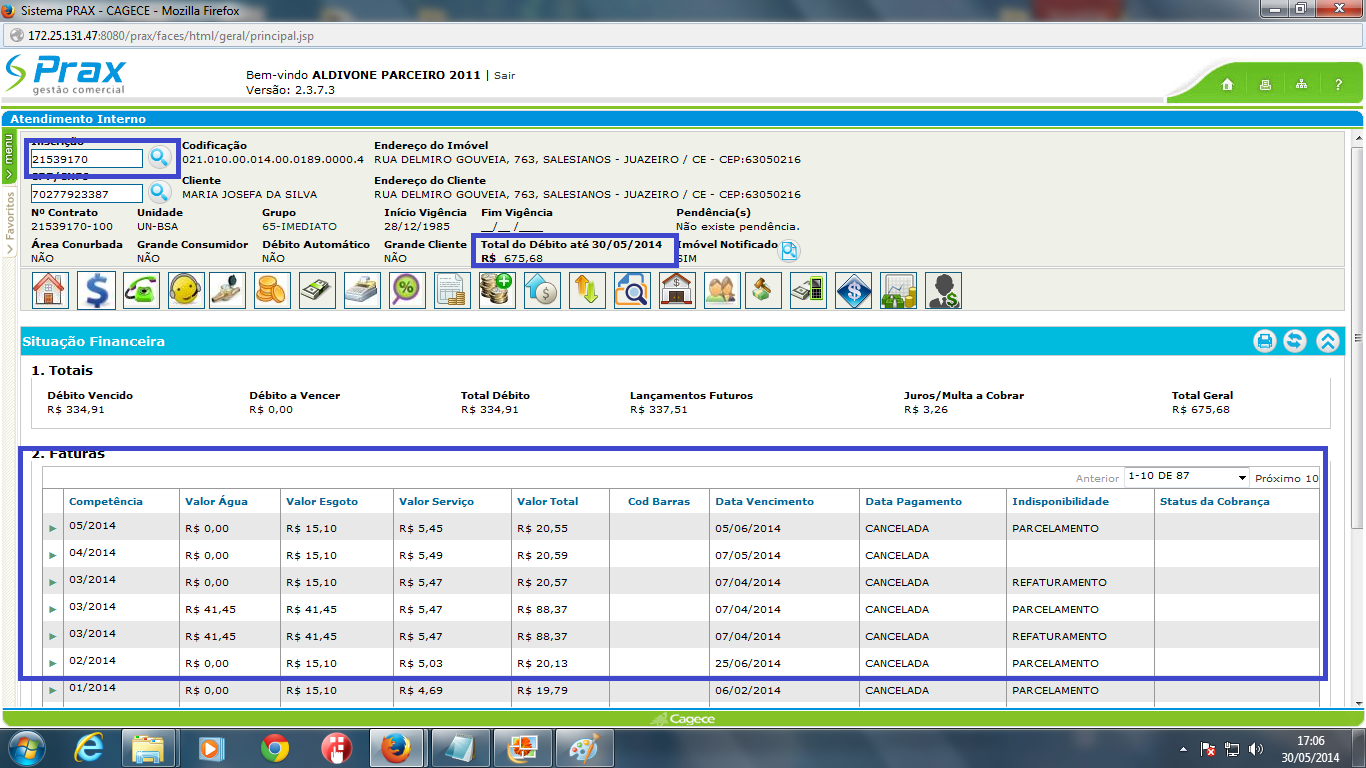 Sistema PRAX - CAGECE - Mozilla Firefox
172.25.131.47:8080/prax/faces/html/geral/principal.jsp
Prax
gestão comercial
Bem-vindo ALDIVONE PARCEIRO 2011 | Sair
Versão: 2.3.7.3
?
Atendimento Interno
menu
Favoritos
Inscrição
21539170
Codificação
021.010.00.014.00.0189.0000.4
Endereço do Imóvel
RUA DELMIRO GOUVEIA, 763, SALESIANOS - JUAZEIRO / CE - CEP:63050216
CPF/CNPJ
70277923387
Cliente
MARIA JOSEFA DA SILVA
Endereço do Cliente
RUA DELMIRO GOUVEIA, 763, SALESIANOS - JUAZEIRO / CE - CEP:63050216
Nº Contrato Unidade Grupo Início Vigência Fim Vigência Pendência(s)
21539170-100 UN-BSA 65-IMEDIATO 28/12/1985 __/__/____ Não existe pendência.
Área Conurbada Grande Consumidor Débito Automático Grande Cliente Total do Débito até 30/05/2014 Imóvel Notificado
NÃO NÃO NÃO NÃO R$ 675,68 SIM
Situação Financeira
1. Totais
Débito Vencido Débito a Vencer Total Débito Lançamentos Futuros Juros/Multa a Cobrar Total Geral
R$ 334,91 R$ 0,00 R$ 334,91 R$ 337,51 R$ 3,26 R$ 675,68
2. Faturas
Anterior 1-10 DE 87 Próximo 10
Competência Valor Água Valor Esgoto Valor Serviço Valor Total Cod Barras Data Vencimento Data Pagamento Indisponibilidade Status da Cobrança
05/2014 R$ 0,00 R$ 15,10 R$ 5,45 R$ 20,55 05/06/2014 CANCELADA PARCELAMENTO
04/2014 R$ 0,00 R$ 15,10 R$ 5,49 R$ 20,59 07/05/2014 CANCELADA
03/2014 R$ 0,00 R$ 15,10 R$ 5,47 R$ 20,57 07/04/2014 CANCELADA REFATURAMENTO
03/2014 R$ 41,45 R$ 41,45 R$ 5,47 R$ 88,37 07/04/2014 CANCELADA PARCELAMENTO
03/2014 R$ 41,45 R$ 41,45 R$ 5,47 R$ 88,37 07/04/2014 CANCELADA REFATURAMENTO
02/2014 R$ 0,00 R$ 15,10 R$ 5,03 R$ 20,13 25/06/2014 CANCELADA PARCELAMENTO
01/2014 R$ 0,00 R$ 15,10 R$ 4,69 R$ 19,79 06/02/2014 CANCELADA PARCELAMENTO
Cagece
17:06
30/05/2014